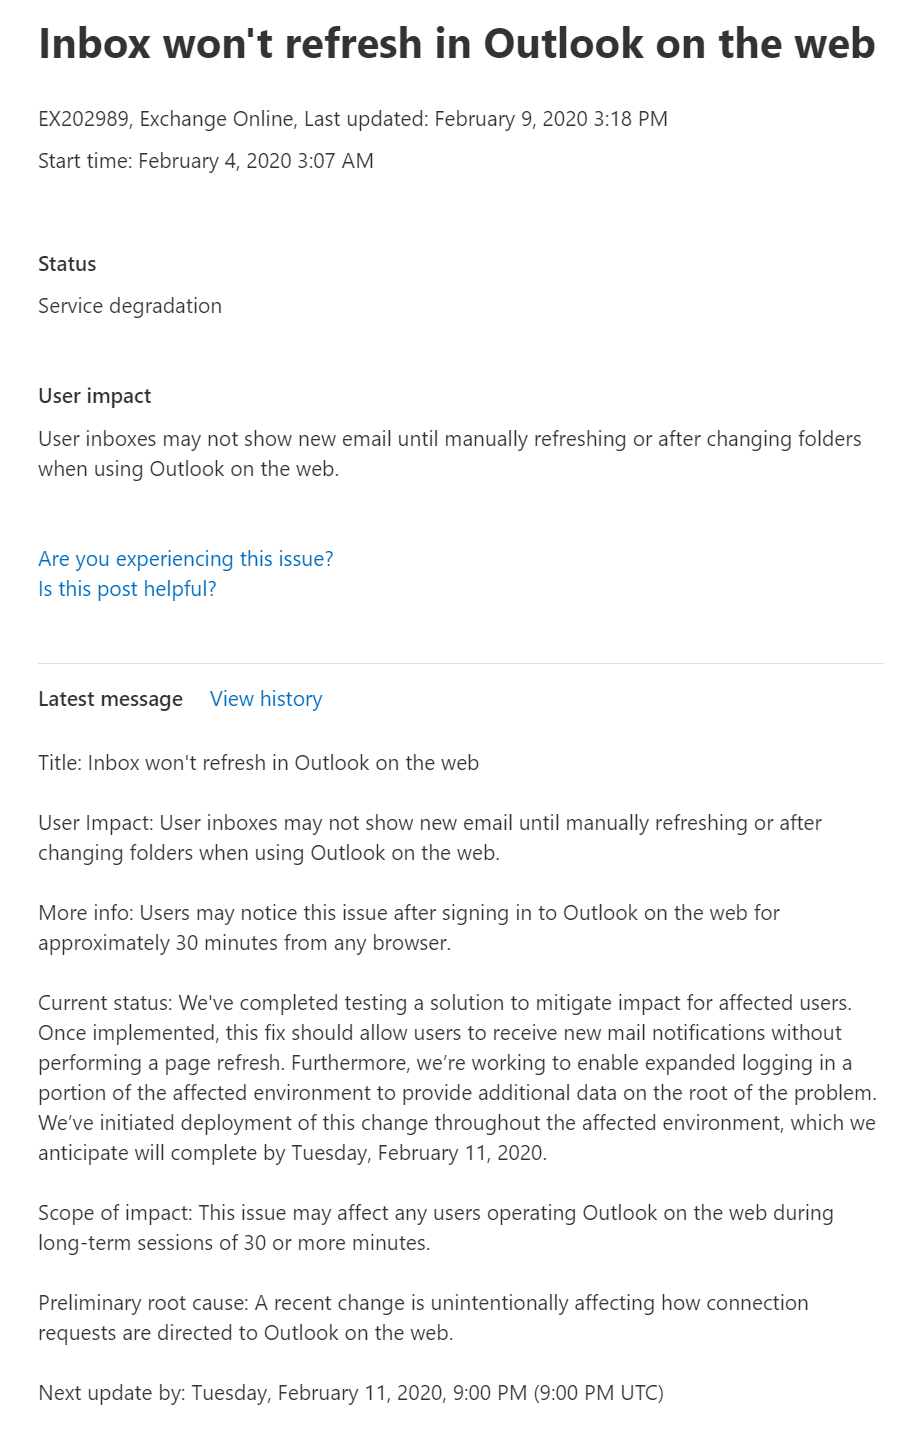 Inbox won't refresh in Outlook on the web
EX202989, Exchange Online, Last updated: February 9, 2020 3:18 PM
Start time: February 4, 2020 3:07 AM
Status
Service degradation
User impact
User inboxes may not show new email until manually refreshing or after changing folders
when using Outlook on the web.
Are you experiencing this issue?
Is this post helpful?
Latest message View history
Title: Inbox won't refresh in Outlook on the web
User Impact: User inboxes may not show new email until manually refreshing or after
changing folders when using Outlook on the web.
More info: Users may notice this issue after signing in to Outlook on the web for
approximately 30 minutes from any browser.
Current status: We've completed testing a solution to mitigate impact for affected users.
Once implemented, this fix should allow users to receive new mail notifications without
performing a page refresh. Furthermore, we’re working to enable expanded logging in a
portion of the affected environment to provide additional data on the root of the problem.
We’ve initiated deployment of this change throughout the affected environment, which we
anticipate will complete by Tuesday, February 11, 2020.
Scope of impact: This issue may affect any users operating Outlook on the web during
long-term sessions of 30 or more minutes.
Preliminary root cause: A recent change is unintentionally affecting how connection
requests are directed to Outlook on the web.
Next update by: Tuesday, February 11, 2020, 9:00 PM (9:00 PM UTC)